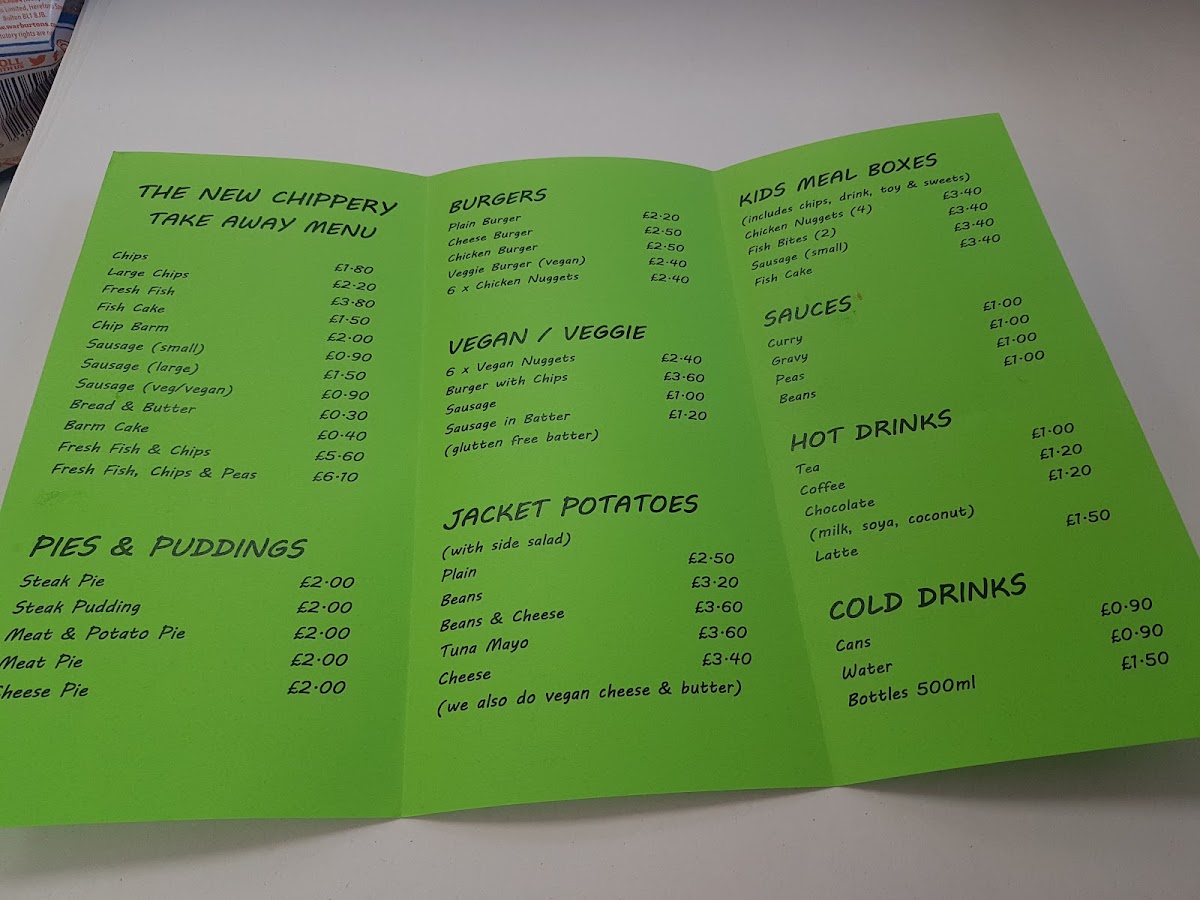 s Limited, Hereford
Bolton BL1 8JB.
www.warburtons.
tutory rights are
THE NEW CHIPPERY
TAKE AWAY MENU
Chips £1.80
Large Chips £2.20
Fresh Fish £3.80
Fish Cake £1.50
Chip Barm £2.00
Sausage (small) £0.90
Sausage (large) £1.50
Sausage (veg/vegan) £0.90
Bread & Butter £0.30
Barm Cake £0.40
Fresh Fish & Chips £5.60
Fresh Fish, Chips & Peas £6.10
PIES & PUDDINGS
Steak Pie £2.00
Steak Pudding £2.00
Meat & Potato Pie £2.00
Meat Pie £2.00
Cheese Pie £2.00
BURGERS
Plain Burger £2.20
Cheese Burger £2.50
Chicken Burger £2.50
Veggie Burger (vegan) £2.40
6 x Chicken Nuggets £2.40
VEGAN / VEGGIE
6 x Vegan Nuggets £2.40
Burger with Chips £3.60
Sausage £1.00
Sausage in Batter £1.20
(glutten free batter)
JACKET POTATOES
(with side salad)
Plain £2.50
Beans £3.20
Beans & Cheese £3.60
Tuna Mayo £3.60
Cheese £3.40
(we also do vegan cheese & butter)
KIDS MEAL BOXES
(includes chips, drink, toy & sweets)
Chicken Nuggets (4) £3.40
Fish Bites (2) £3.40
Sausage (small) £3.40
Fish Cake £3.40
SAUCES
Curry £1.00
Gravy £1.00
Peas £1.00
Beans £1.00
HOT DRINKS
Tea £1.00
Coffee £1.20
Chocolate £1.20
(milk, soya, coconut)
Latte £1.50
COLD DRINKS
Cans £0.90
Water £0.90
Bottles 500ml £1.50